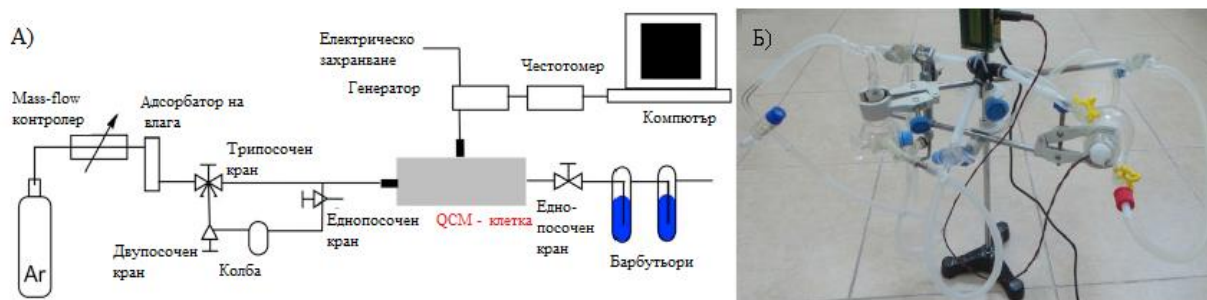 А)
Mass-flow
контролер
Адсорбатор на
влага
Трипосочен
кран
Двупосочен
кран
Колба
Еднопосочен
кран
Ar
Електрическо
захранване
Генератор
Честотомер
Компютър
QCM - клетка
Едно-
посочен
кран
Барбутьори
Б)